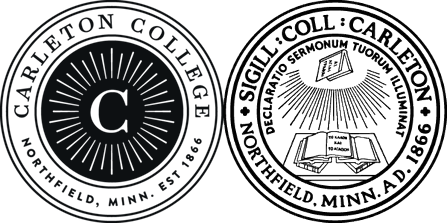 CARLETON COLLEGE
C
NORTHFIELD, MINN. EST 1866
SIGILL : COLL : CARLETON
DECLARATIO SERMONUM TUORUM ILLUMINAT
NORTHFIELD, MINN. A.D. 1866